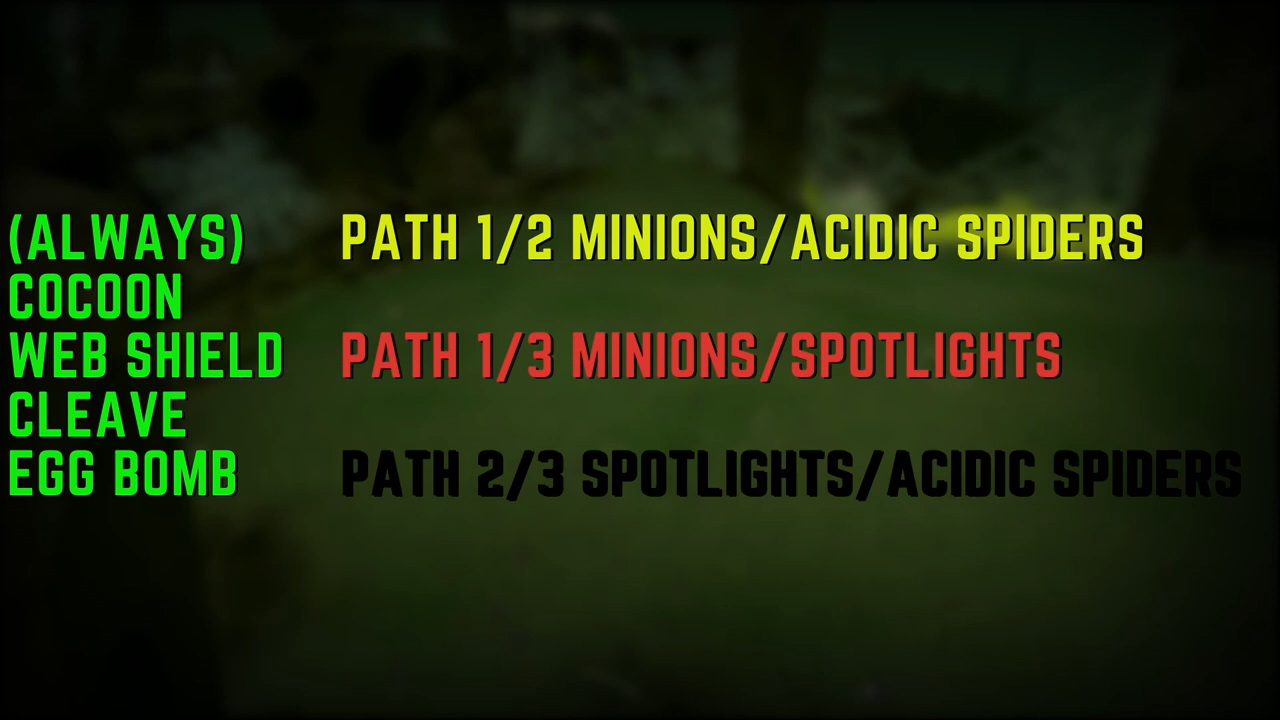 (ALWAYS)
COCOON
WEB SHIELD
CLEAVE
EGG BOMB
PATH 1/2 MINIONS/ACIDIC SPIDERS
PATH 1/3 MINIONS/SPOTLIGHTS
PATH 2/3 SPOTLIGHTS/ACIDIC SPIDERS